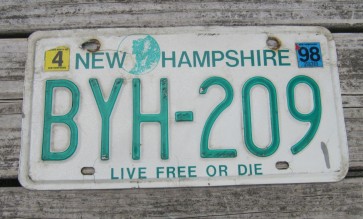 4 NEW HAMPSHIRE 98
BYH-209
LIVE FREE OR DIE